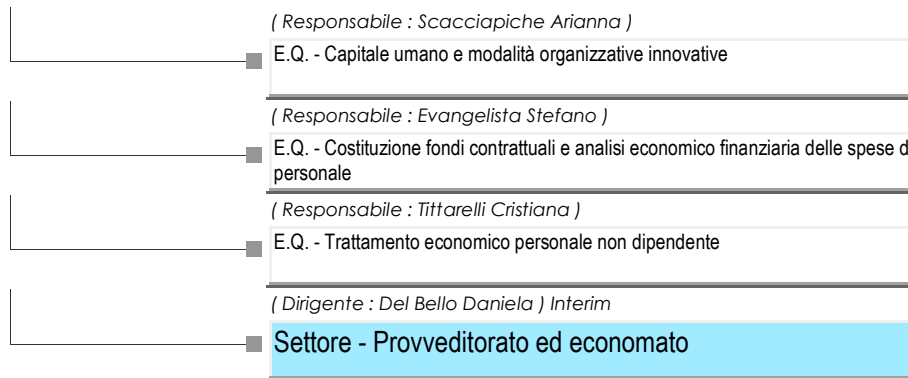 ( Responsabile : Scacciapiche Arianna )
E.Q. - Capitale umano e modalità organizzative innovative
( Responsabile : Evangelista Stefano )
E.Q. - Costituzione fondi contrattuali e analisi economico finanziaria delle spese d
personale
( Responsabile : Tittarelli Cristiana )
E.Q. - Trattamento economico personale non dipendente
( Dirigente : Del Bello Daniela ) Interim
Settore - Provveditorato ed economato